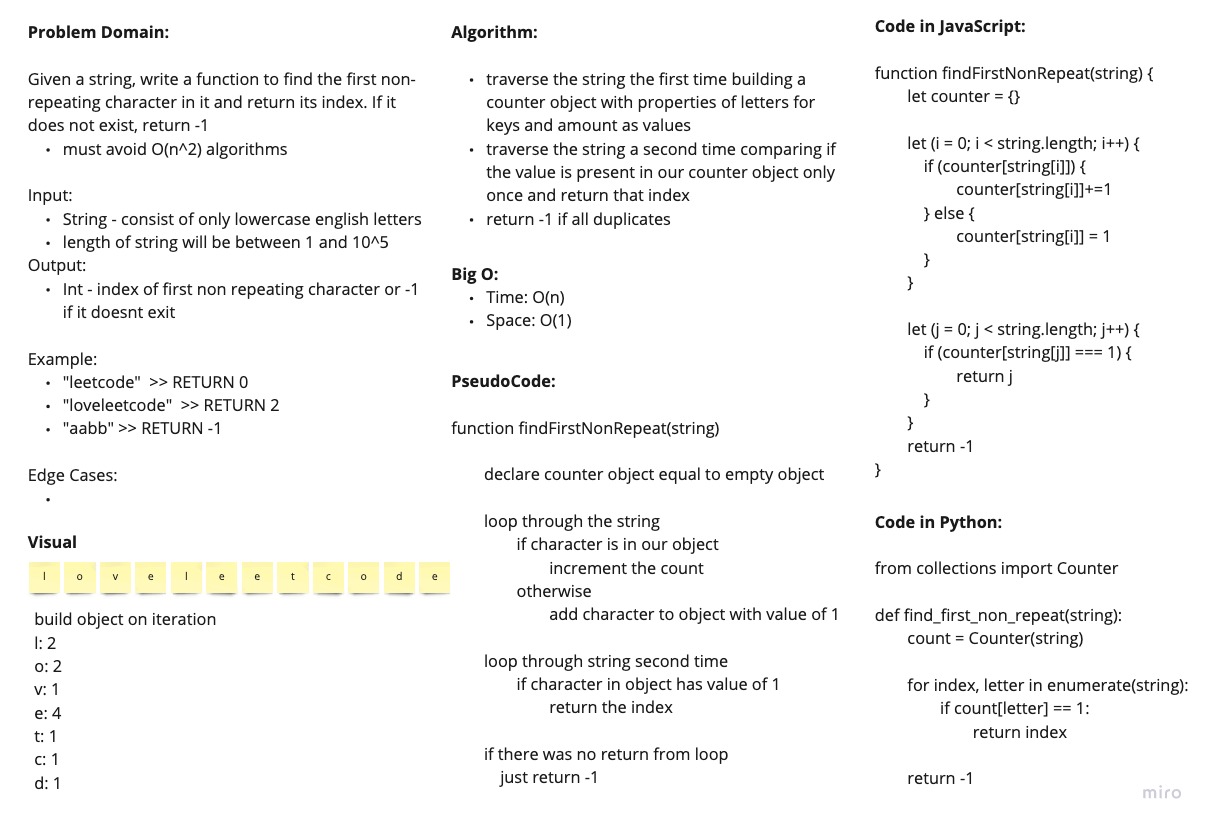 Problem Domain:
Given a string, write a function to find the first non-
repeating character in it and return its index. If it
does not exist, return -1
• must avoid O(n^2) algorithms
Input:
• String - consist of only lowercase english letters
• length of string will be between 1 and 10^5
Output:
• Int - index of first non repeating character or -1
if it doesnt exit
Example:
• "leetcode"  >> RETURN 0
• "loveleetcode"  >> RETURN 2
• "aabb" >> RETURN -1
Edge Cases:
•
Visual
l o v e l e e t c o d e
build object on iteration
l: 2
o: 2
v: 1
e: 4
t: 1
c: 1
d: 1
Algorithm:
• traverse the string the first time building a
counter object with properties of letters for
keys and amount as values
• traverse the string a second time comparing if
the value is present in our counter object only
once and return that index
• return -1 if all duplicates
Big O:
• Time: O(n)
• Space: O(1)
PseudoCode:
function findFirstNonRepeat(string)
declare counter object equal to empty object
loop through the string
if character is in our object
increment the count
otherwise
add character to object with value of 1
loop through string second time
if character in object has value of 1
return the index
if there was no return from loop
just return -1
Code in JavaScript:
function findFirstNonRepeat(string) {
let counter = {}
let (i = 0; i < string.length; i++) {
if (counter[string[i]]) {
counter[string[i]]+=1
} else {
counter[string[i]] = 1
}
}
let (j = 0; j < string.length; j++) {
if (counter[string[j]] === 1) {
return j
}
}
return -1
}
Code in Python:
from collections import Counter
def find_first_non_repeat(string):
count = Counter(string)
for index, letter in enumerate(string):
if count[letter] == 1:
return index
return -1
miro